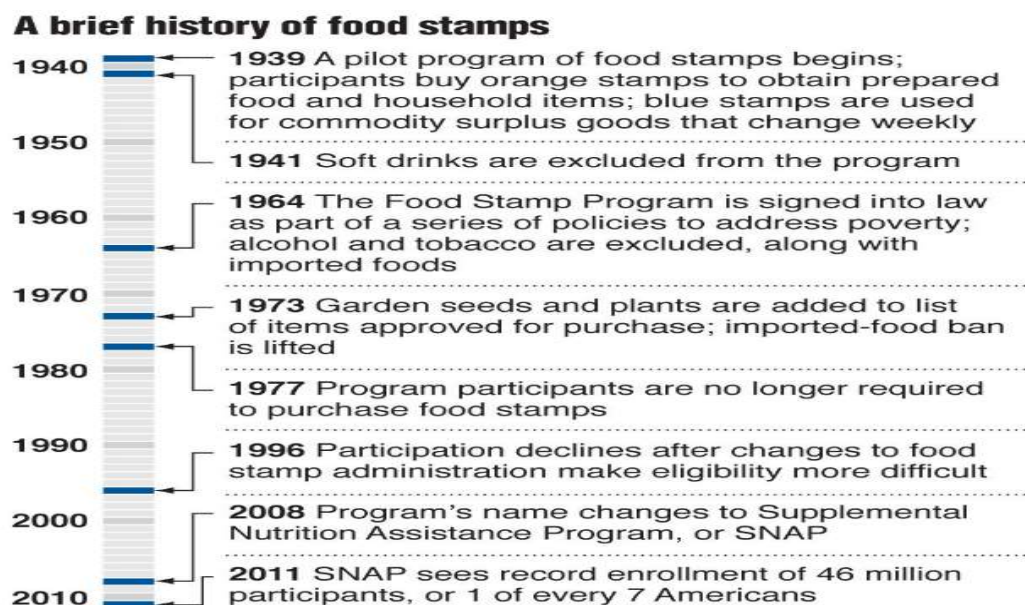 A brief history of food stamps
1940
1950
1960
1970
1980
1990
2000
2010
1939 A pilot program of food stamps begins;
participants buy orange stamps to obtain prepared
food and household items; blue stamps are used
for commodity surplus goods that change weekly
1941 Soft drinks are excluded from the program
1964 The Food Stamp Program is signed into law
as part of a series of policies to address poverty;
alcohol and tobacco are excluded, along with
imported foods
1973 Garden seeds and plants are added to list
of items approved for purchase; imported-food ban
is lifted
1977 Program participants are no longer required
to purchase food stamps
1996 Participation declines after changes to food
stamp administration make eligibility more difficult
2008 Program’s name changes to Supplemental
Nutrition Assistance Program, or SNAP
2011 SNAP sees record enrollment of 46 million
participants, or 1 of every 7 Americans